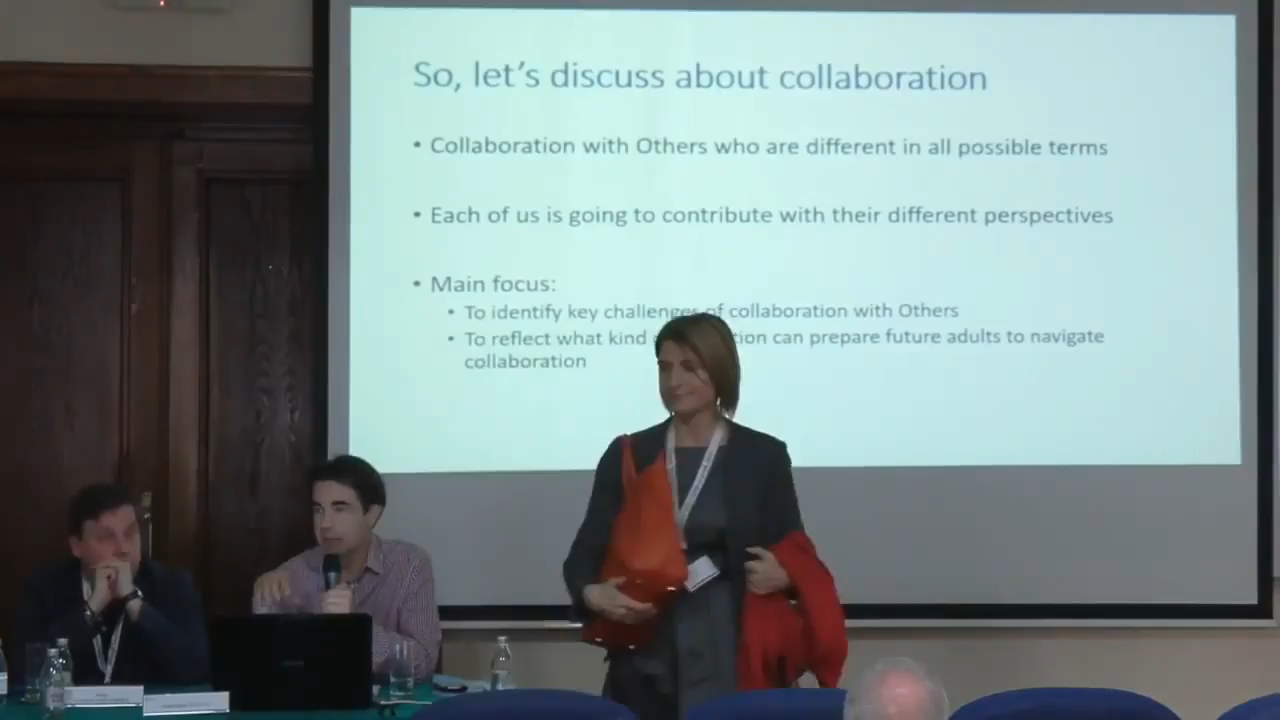 So, let's discuss about collaboration
• Collaboration with Others who are different in all possible terms
• Each of us is going to contribute with their different perspectives
• Main focus:
• To identify key challenges of collaboration with Others
• To reflect what kind tion can prepare future adults to navigate
collaboration